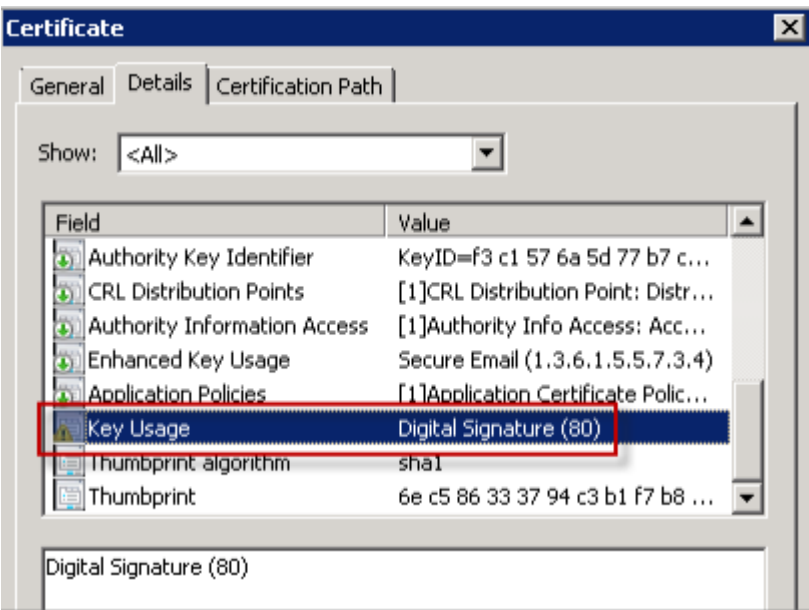 Certificate
General Details Certification Path
Show: <All>
Field Value
Authority Key Identifier KeyID=f3 c1 57 6a 5d 77 b7 c...
CRL Distribution Points [1]CRL Distribution Point: Distr...
Authority Information Access [1]Authority Info Access: Acc...
Enhanced Key Usage Secure Email (1.3.6.1.5.5.7.3.4)
Application Policies [1]Application Certificate Polic...
Key Usage Digital Signature (80)
Thumbprint algorithm sha1
Thumbprint 6e c5 86 33 37 94 c3 b1 f7 b8 ...
Digital Signature (80)